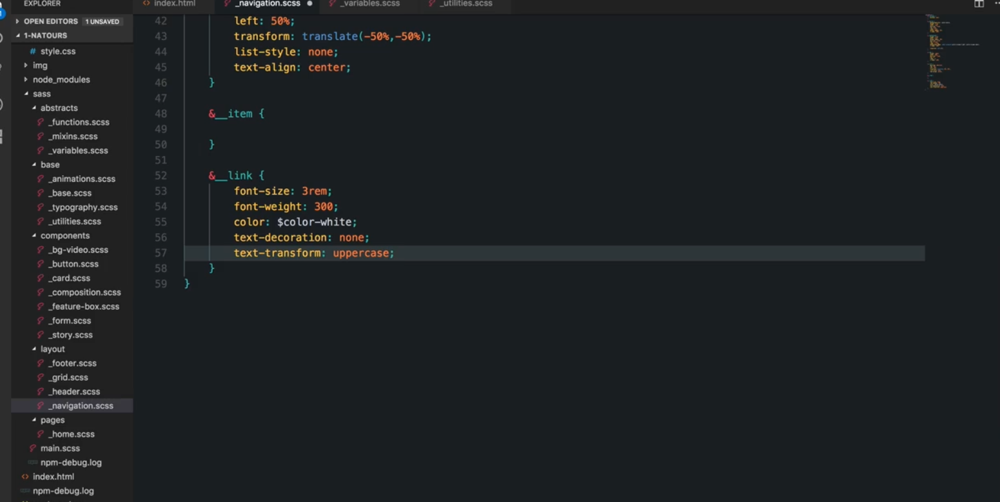 EXPLORER
OPEN EDITORS 1 UNSAVED
1-NATOURS
# style.css
img
node_modules
sass
abstracts
_functions.scss
_mixins.scss
_variables.scss
base
_animations.scss
_base.scss
_typography.scss
_utilities.scss
components
_bg-video.scss
_button.scss
_card.scss
_composition.scss
_feature-box.scss
_form.scss
_story.scss
layout
_footer.scss
_grid.scss
_header.scss
_navigation.scss
pages
_home.scss
main.scss
npm-debug.log
<> index.html
npm-debug.log
<> index.html _navigation.scss ● _variables.scss _utilities.scss
42 left: 50%;
43 transform: translate(-50%,-50%);
44 list-style: none;
45 text-align: center;
46 }
47
48 &__item {
49
50 }
51
52 &__link {
53 font-size: 3rem;
54 font-weight: 300;
55 color: $color-white;
56 text-decoration: none;
57 text-transform: uppercase;
58 }
59 }